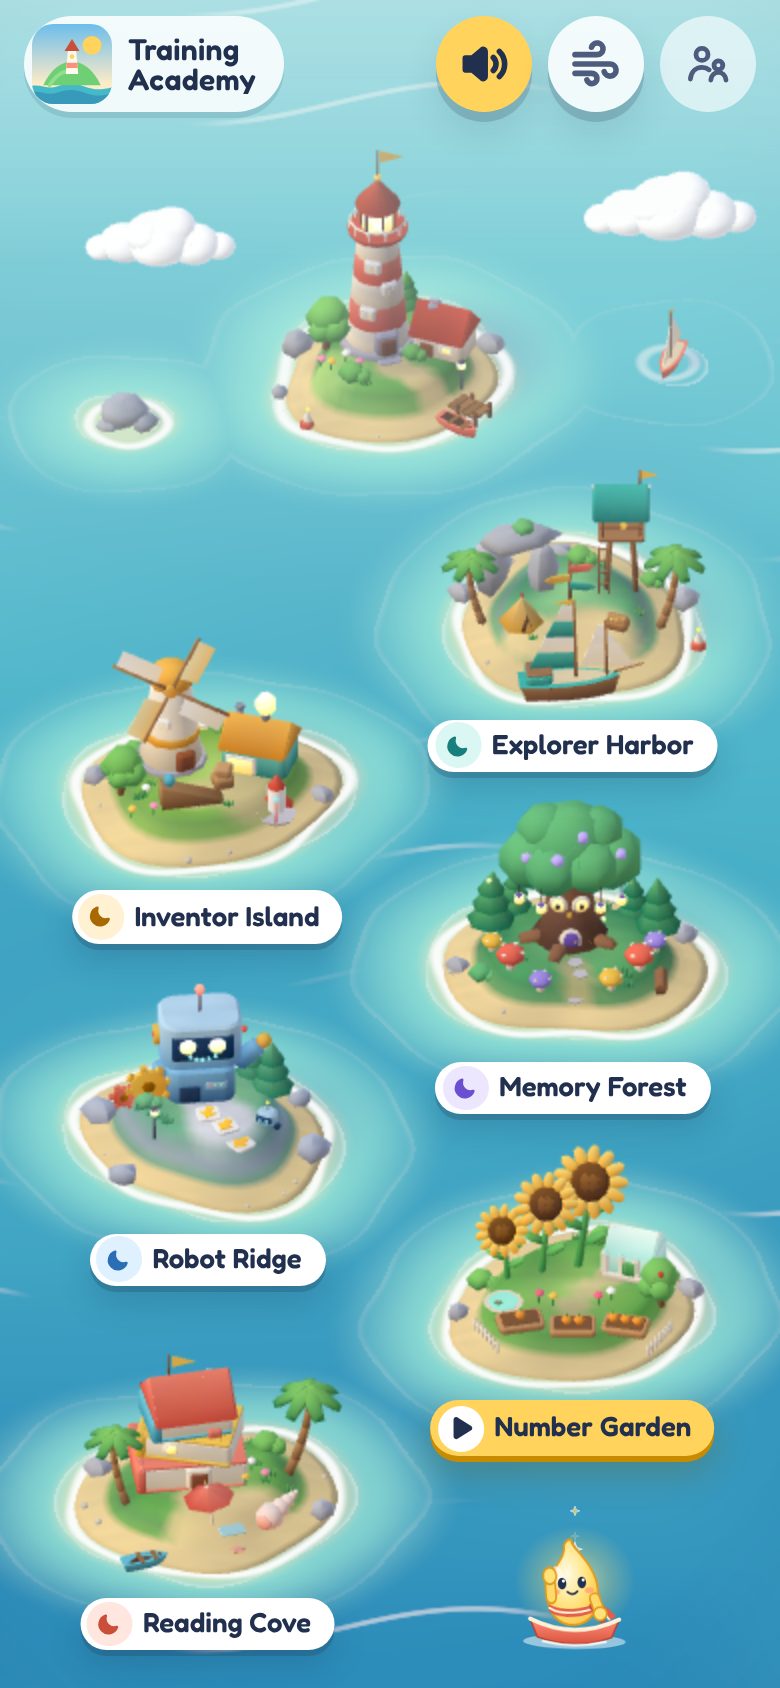 Training
Academy
Explorer Harbor
Inventor Island
Memory Forest
Robot Ridge
Number Garden
Reading Cove